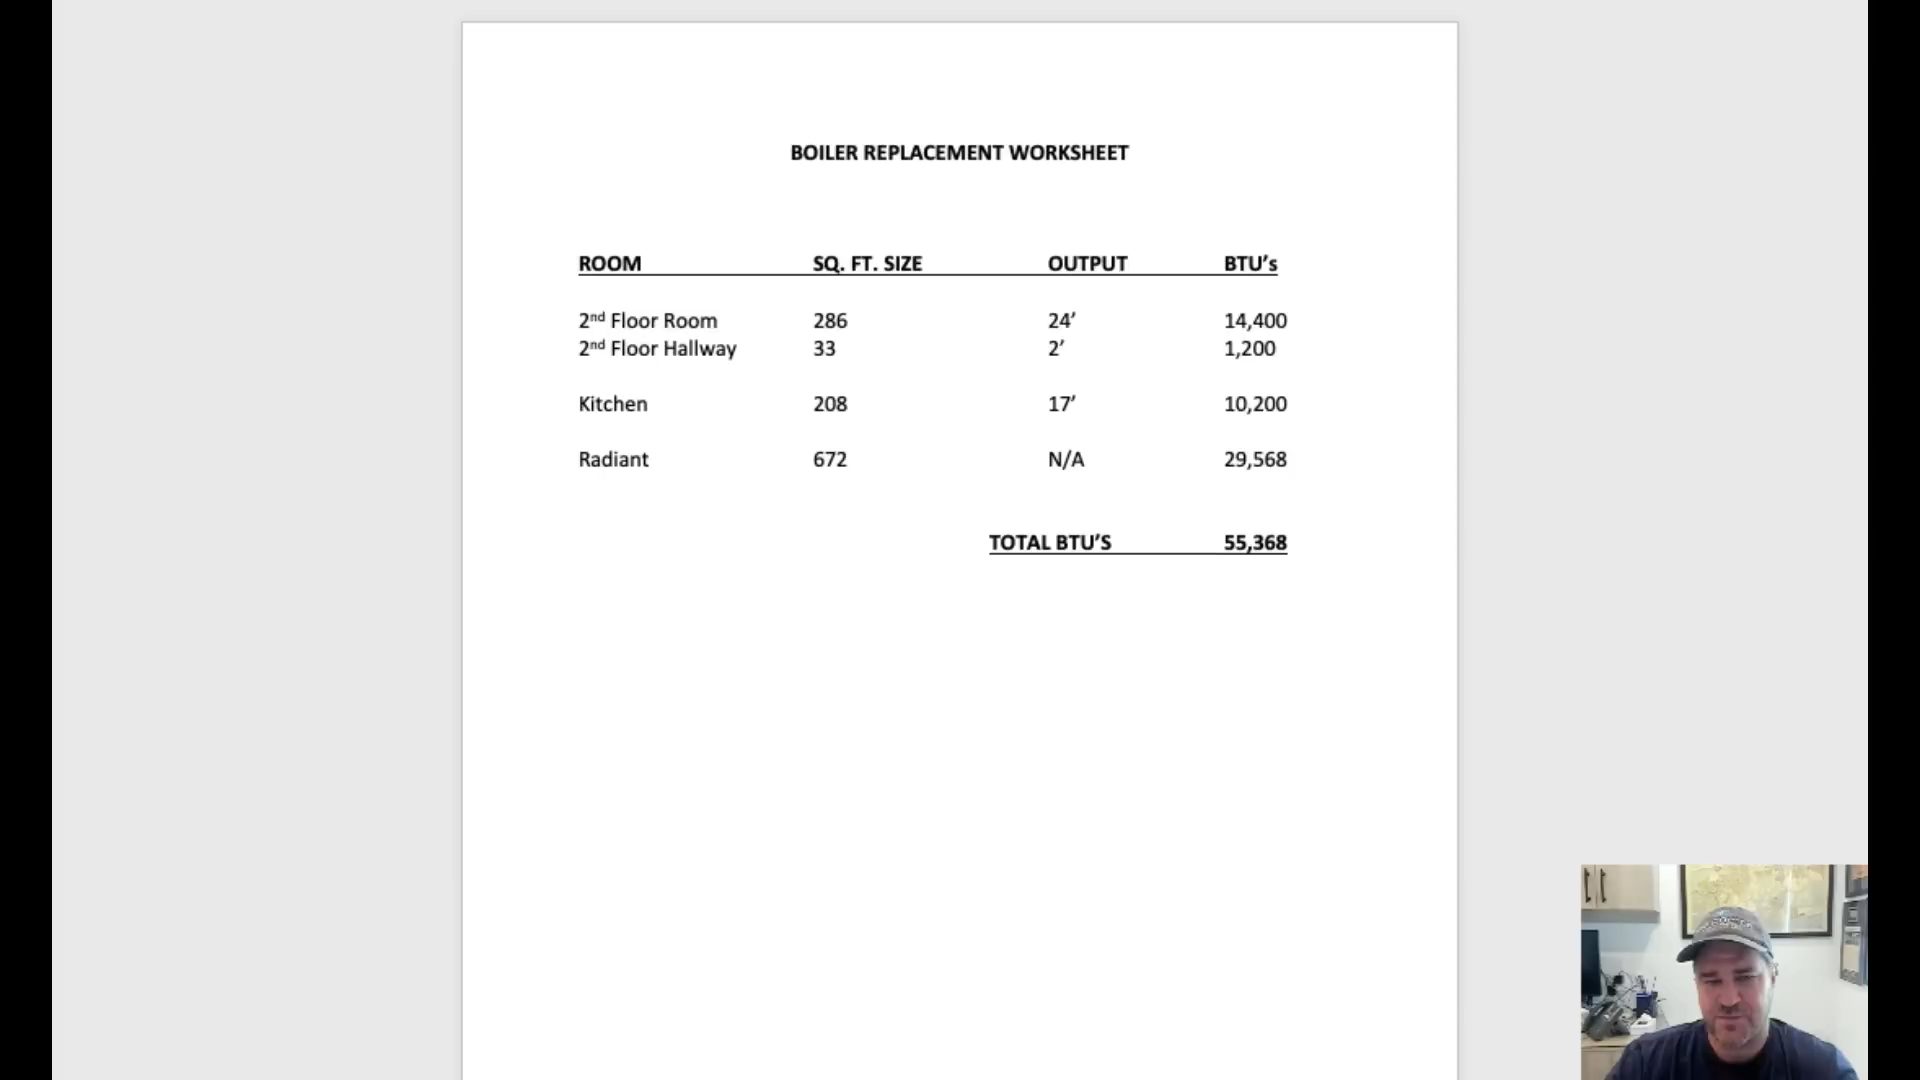 BOILER REPLACEMENT WORKSHEET
ROOM SQ. FT. SIZE OUTPUT BTU’s
2nd Floor Room 286 24’ 14,400
2nd Floor Hallway 33 2’ 1,200
Kitchen 208 17’ 10,200
Radiant 672 N/A 29,568
TOTAL BTU’S 55,368